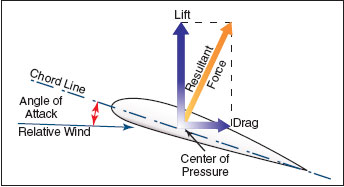 Lift
Resultant
Force
Chord Line
Angle of
Attack
Relative Wind
Drag
Center of
Pressure